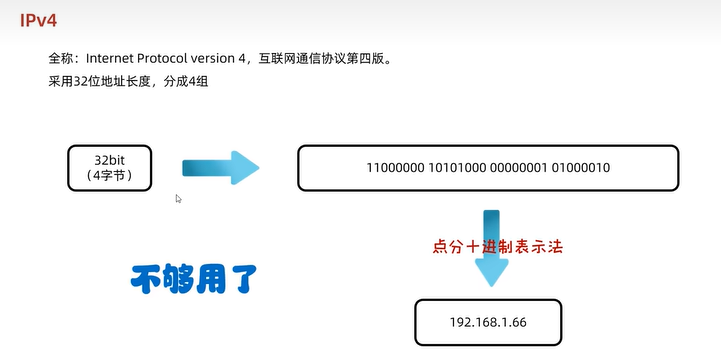 IPv4
全称：Internet Protocol version 4，互联网通信协议第四版。
采用32位地址长度，分成4组
32bit
（4字节）
11000000 10101000 00000001 01000010
点分十进制表示法
不够用了
192.168.1.66